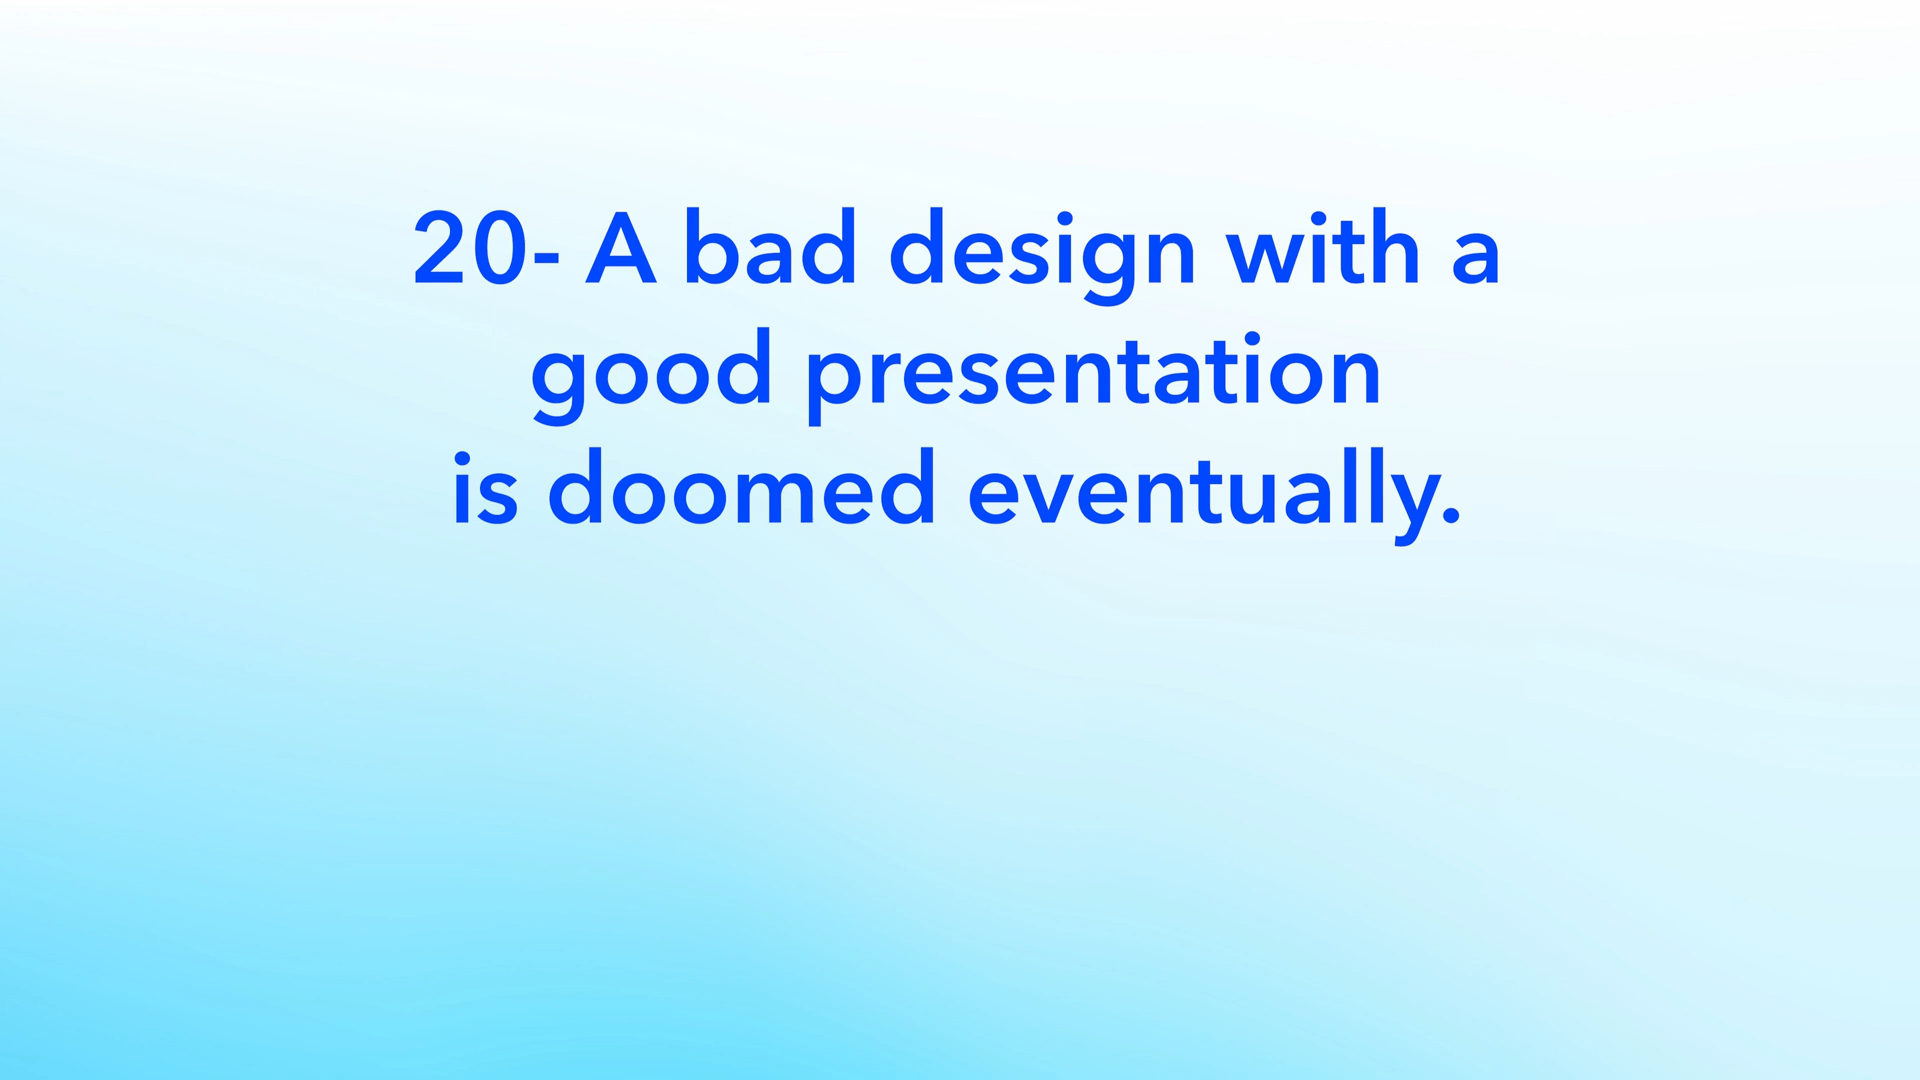 20- A bad design with a
good presentation
is doomed eventually.